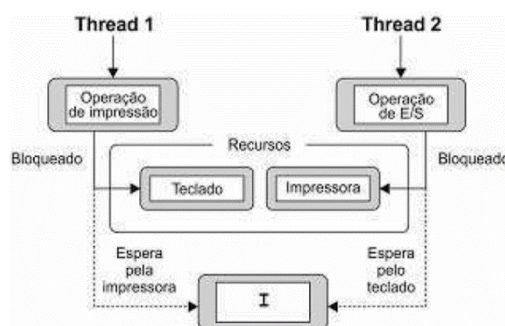 Thread 1
Thread 2
Operação
de impressão
Operação
de E/S
Bloqueado
Recursos
Bloqueado
Teclado
Impressora
Espera
pela
impressora
Espera
pelo
teclado
I